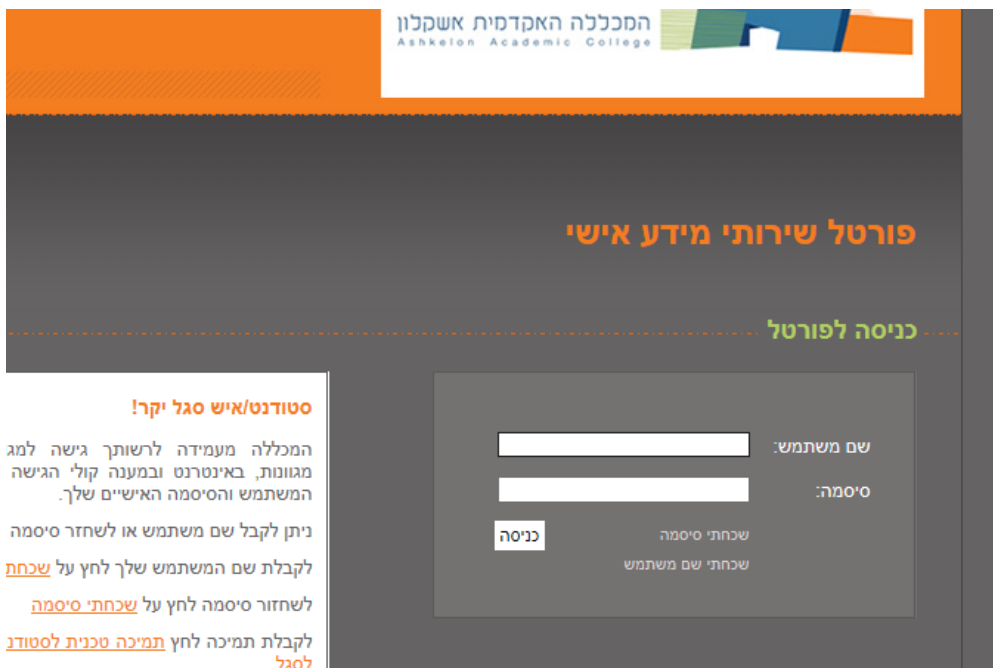 המכללה האקדמית אשקלון
Ashkelon Academic College
פורטל שירותי מידע אישי
כניסה לפורטל
שם משתמש:
סיסמה:
שכחתי סיסמה
כניסה
שכחתי שם משתמש
סטודנט/איש סגל יקר!
המכללה מעמידה לרשותך גישה למג
מגוונות, באינטרנט ובמענה קולי הגישה
המשתמש והסיסמה האישיים שלך.
ניתן לקבל שם משתמש או לשחזר סיסמה
לקבלת שם המשתמש שלך לחץ על שכחת
לשחזור סיסמה לחץ על שכחתי סיסמה
לקבלת תמיכה לחץ תמיכה טכנית לסטודנ
לסגל